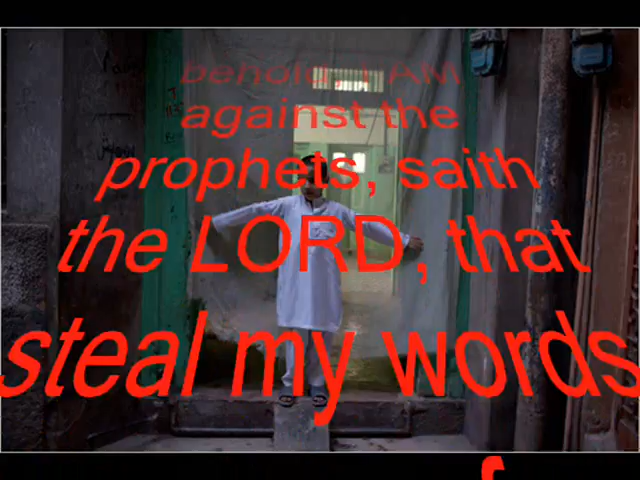 behold, I AM
against the
prophets, saith
the LORD, that
steal my words